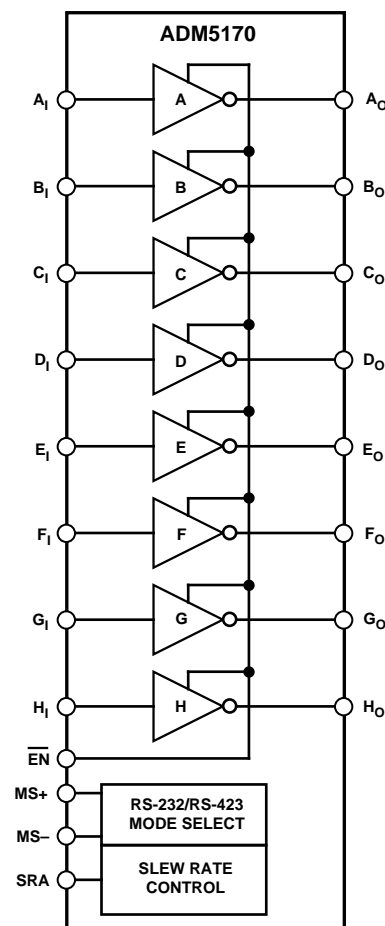 ADM5170
A_I A A_O
B_I B B_O
C_I C C_O
D_I D D_O
E_I E E_O
F_I F F_O
G_I G G_O
H_I H H_O
E̅N̅
MS+
RS-232/RS-423
MODE SELECT
MS–
SRA
SLEW RATE
CONTROL